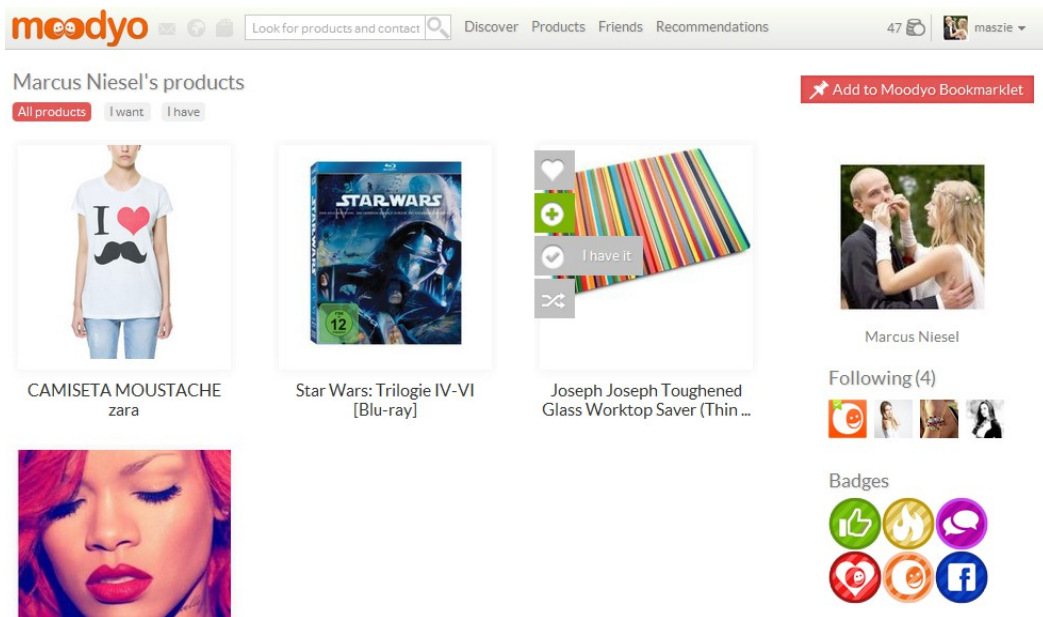 moodyo
Look for products and contact
Discover Products Friends Recommendations
47
maszie
Marcus Niesel's products
Add to Moodyo Bookmarklet
All products I want I have
I ♥
STAR WARS
STAR WARS
12
I have it
Marcus Niesel
CAMISETA MOUSTACHE
zara
Star Wars: Trilogie IV-VI
[Blu-ray]
Joseph Joseph Toughened
Glass Worktop Saver (Thin ...
Following (4)
Badges